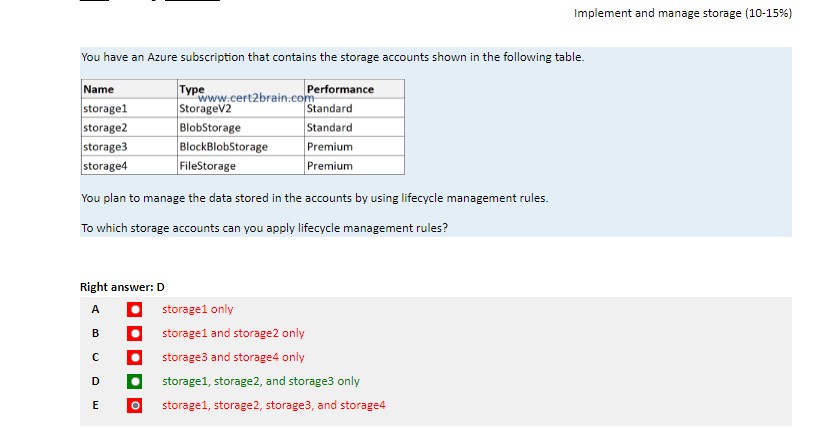 Implement and manage storage (10-15%)
You have an Azure subscription that contains the storage accounts shown in the following table.
Name Type Performance
www.cert2brain.com
storage1 StorageV2 Standard
storage2 BlobStorage Standard
storage3 BlockBlobStorage Premium
storage4 FileStorage Premium
You plan to manage the data stored in the accounts by using lifecycle management rules.
To which storage accounts can you apply lifecycle management rules?
Right answer: D
A storage1 only
B storage1 and storage2 only
C storage3 and storage4 only
D storage1, storage2, and storage3 only
E storage1, storage2, storage3, and storage4